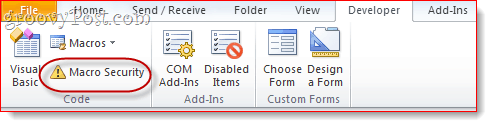 groovyPost.com
File Home Send / Receive Folder View Developer Add-Ins
Visual Basic
Macros
Macro Security
Code
COM Add-Ins
Disabled Items
Add-Ins
Choose Form
Design a Form
Custom Forms